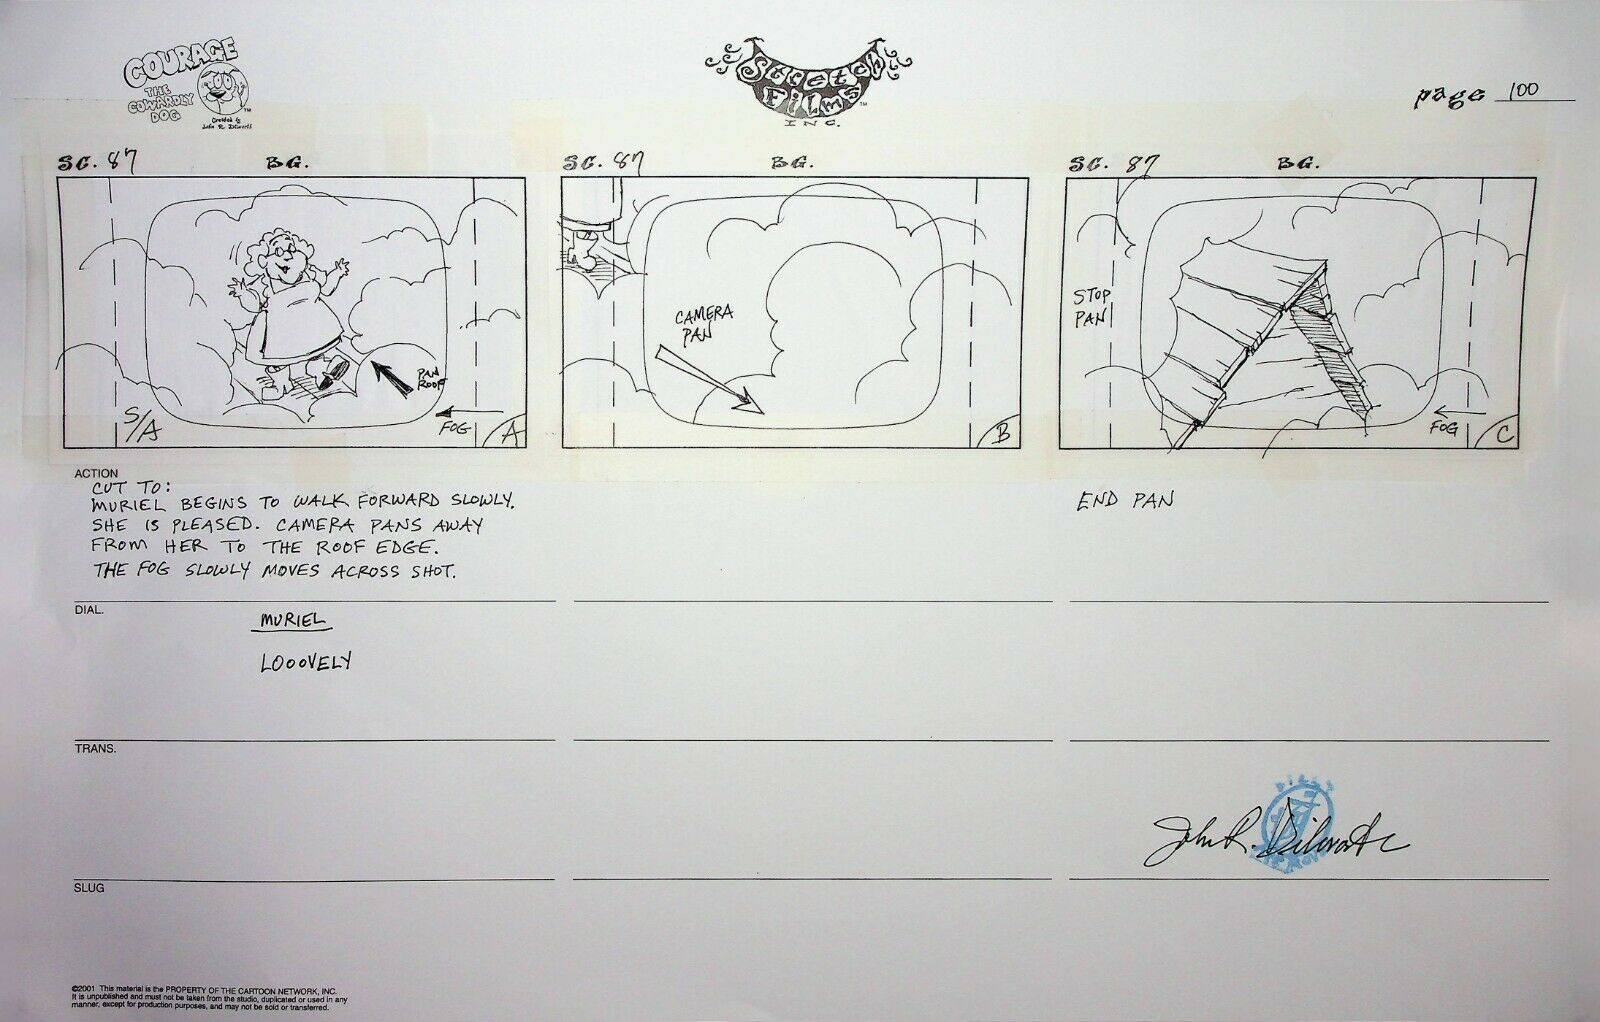 COURAGE
THE
COWARDLY
DOG
TM
Created by
John R. Dilworth
Stretch
Films
INC.
page 100
SC. 87 BG.
SC. 87 BG.
SC. 87 BG.
PAN
ROOF
FOG
S/A
A
CAMERA
PAN
B
STOP
PAN
FOG
C
ACTION
CUT TO:
MURIEL BEGINS TO WALK FORWARD SLOWLY.
SHE IS PLEASED. CAMERA PANS AWAY
FROM HER TO THE ROOF EDGE.
THE FOG SLOWLY MOVES ACROSS SHOT.
END PAN
DIAL.
MURIEL
LOOOVELY
TRANS.
John R. Dilworth
SLUG
©2001 This material is the PROPERTY OF THE CARTOON NETWORK, INC.
It is unpublished and must not be taken from the studio, duplicated or used in any
manner, except for production purposes, and may not be sold or transferred.